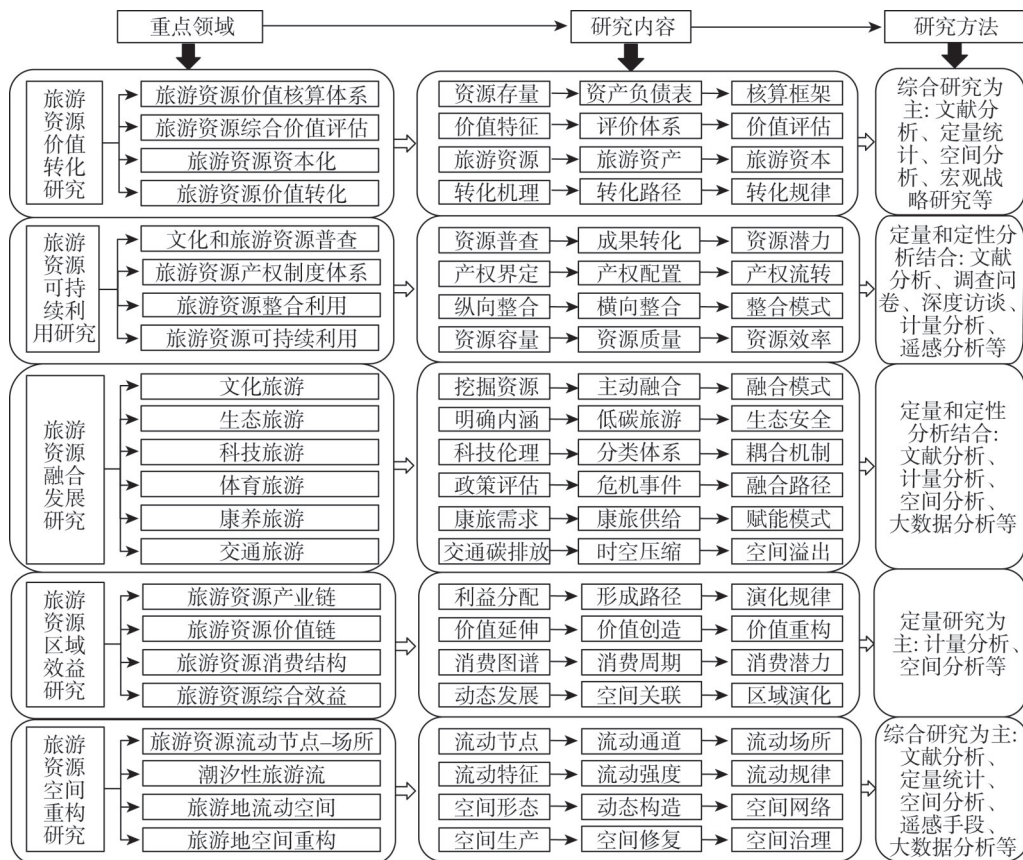 重点领域
研究内容
研究方法
旅游
资源
价值
转化
研究
旅游资源价值核算体系
旅游资源综合价值评估
旅游资源资本化
旅游资源价值转化
资源存量 资产负债表 核算框架
价值特征 评价体系 价值评估
旅游资源 旅游资产 旅游资本
转化机理 转化路径 转化规律
综合研究为
主: 文献分
析、定量统
计、空间分
析、宏观战
略研究等
旅游
资源
可持
续利
用研究
文化和旅游资源普查
旅游资源产权制度体系
旅游资源整合利用
旅游资源可持续利用
资源普查 成果转化 资源潜力
产权界定 产权配置 产权流转
纵向整合 横向整合 整合模式
资源容量 资源质量 资源效率
定量和定性分
析结合: 文献
分析、调查问
卷、深度访谈、
计量分析、
遥感分析等
旅游
资源
融合
发展
研究
文化旅游
生态旅游
科技旅游
体育旅游
康养旅游
交通旅游
挖掘资源 主动融合 融合模式
明确内涵 低碳旅游 生态安全
科技伦理 分类体系 耦合机制
政策评估 危机事件 融合路径
康旅需求 康旅供给 赋能模式
交通碳排放 时空压缩 空间溢出
定量和定性
分析结合:
文献分析、
计量分析、
空间分析、
大数据分析等
旅游
资源
区域
效益
研究
旅游资源产业链
旅游资源价值链
旅游资源消费结构
旅游资源综合效益
利益分配 形成路径 演化规律
价值延伸 价值创造 价值重构
消费图谱 消费周期 消费潜力
动态发展 空间关联 区域演化
定量研究为
主: 计量分析、
空间分析等
旅游
资源
空间
重构
研究
旅游资源流动节点–场所
潮汐性旅游流
旅游地流动空间
旅游地空间重构
流动节点 流动通道 流动场所
流动特征 流动强度 流动规律
空间形态 动态构造 空间网络
空间生产 空间修复 空间治理
综合研究为主:
文献分析、
定量统计、
空间分析、
遥感手段、
大数据分析等